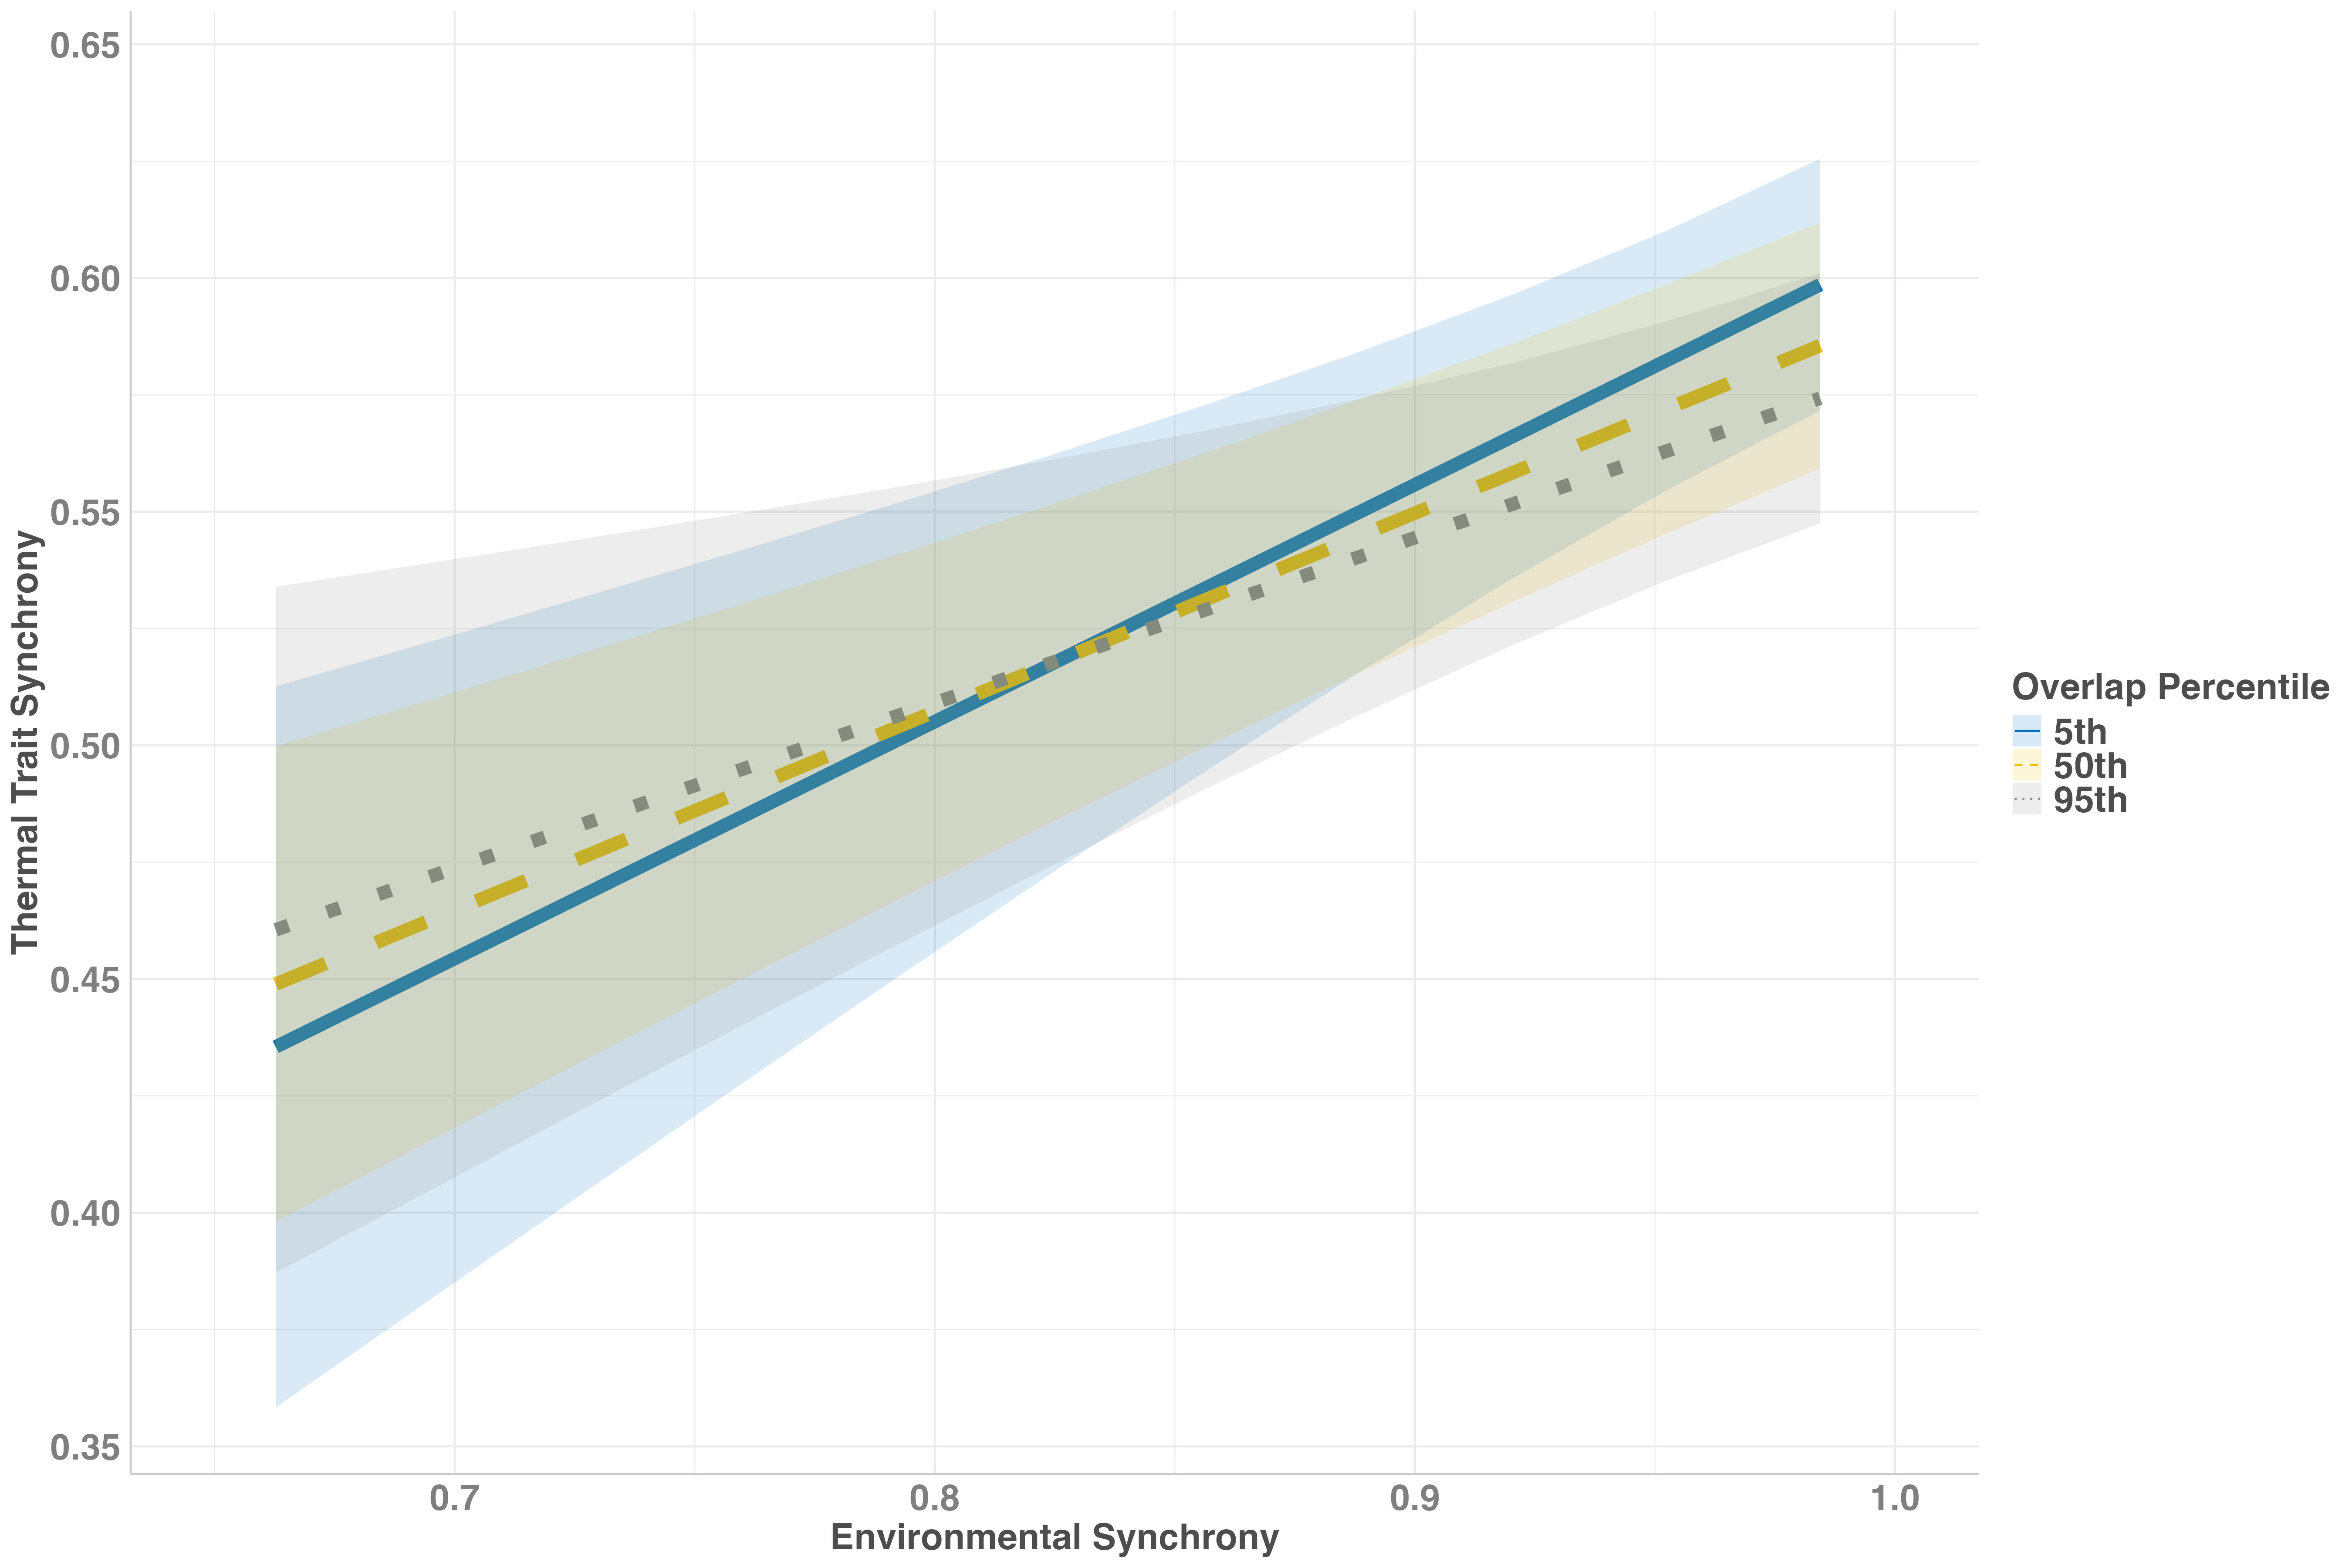 0.65
0.60
0.55
0.50
0.45
0.40
0.35
Thermal Trait Synchrony
0.7 0.8 0.9 1.0
Environmental Synchrony
Overlap Percentile
5th
50th
95th